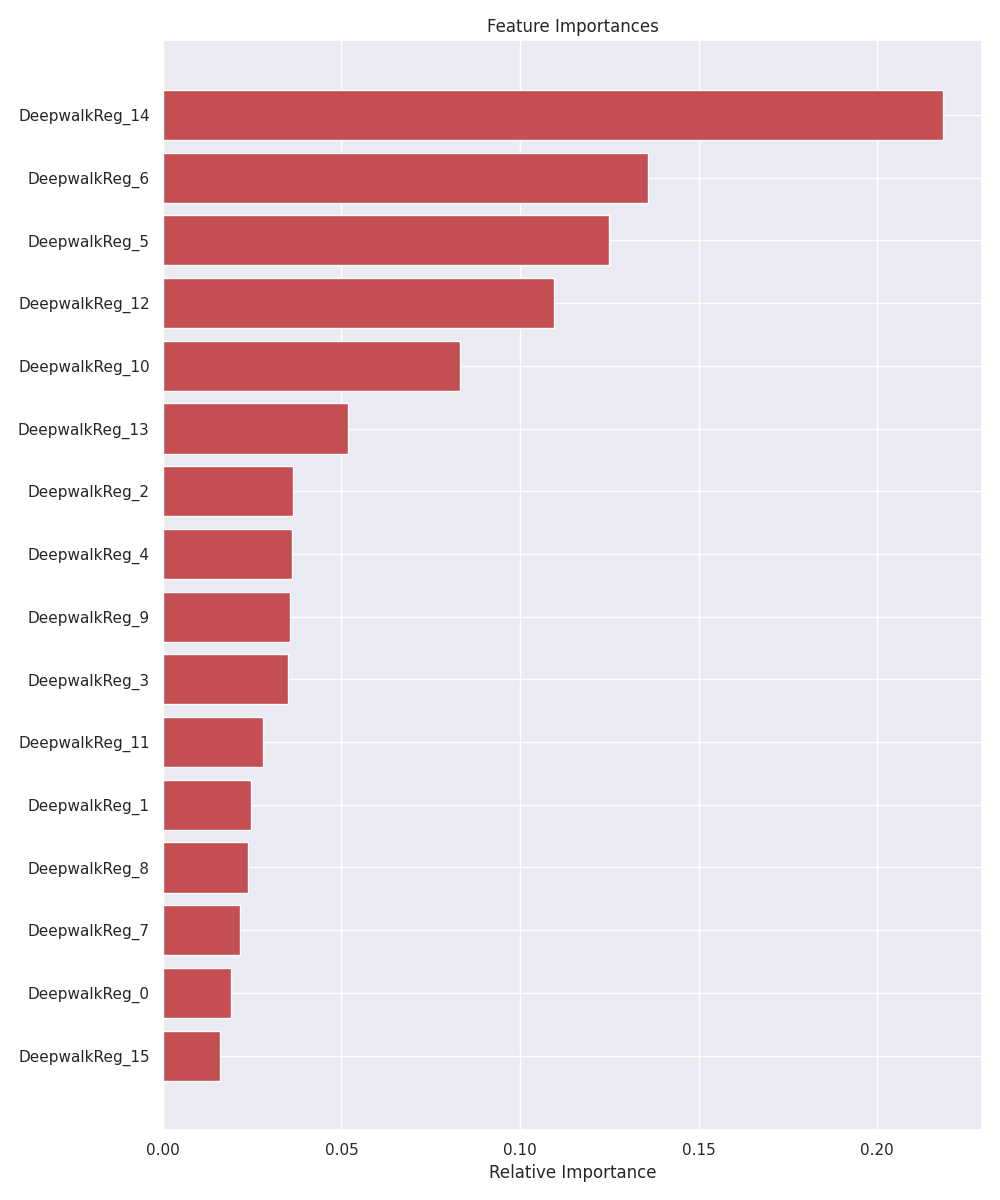 Feature Importances
DeepwalkReg_14
DeepwalkReg_6
DeepwalkReg_5
DeepwalkReg_12
DeepwalkReg_10
DeepwalkReg_13
DeepwalkReg_2
DeepwalkReg_4
DeepwalkReg_9
DeepwalkReg_3
DeepwalkReg_11
DeepwalkReg_1
DeepwalkReg_8
DeepwalkReg_7
DeepwalkReg_0
DeepwalkReg_15
0.00 0.05 0.10 0.15 0.20
Relative Importance